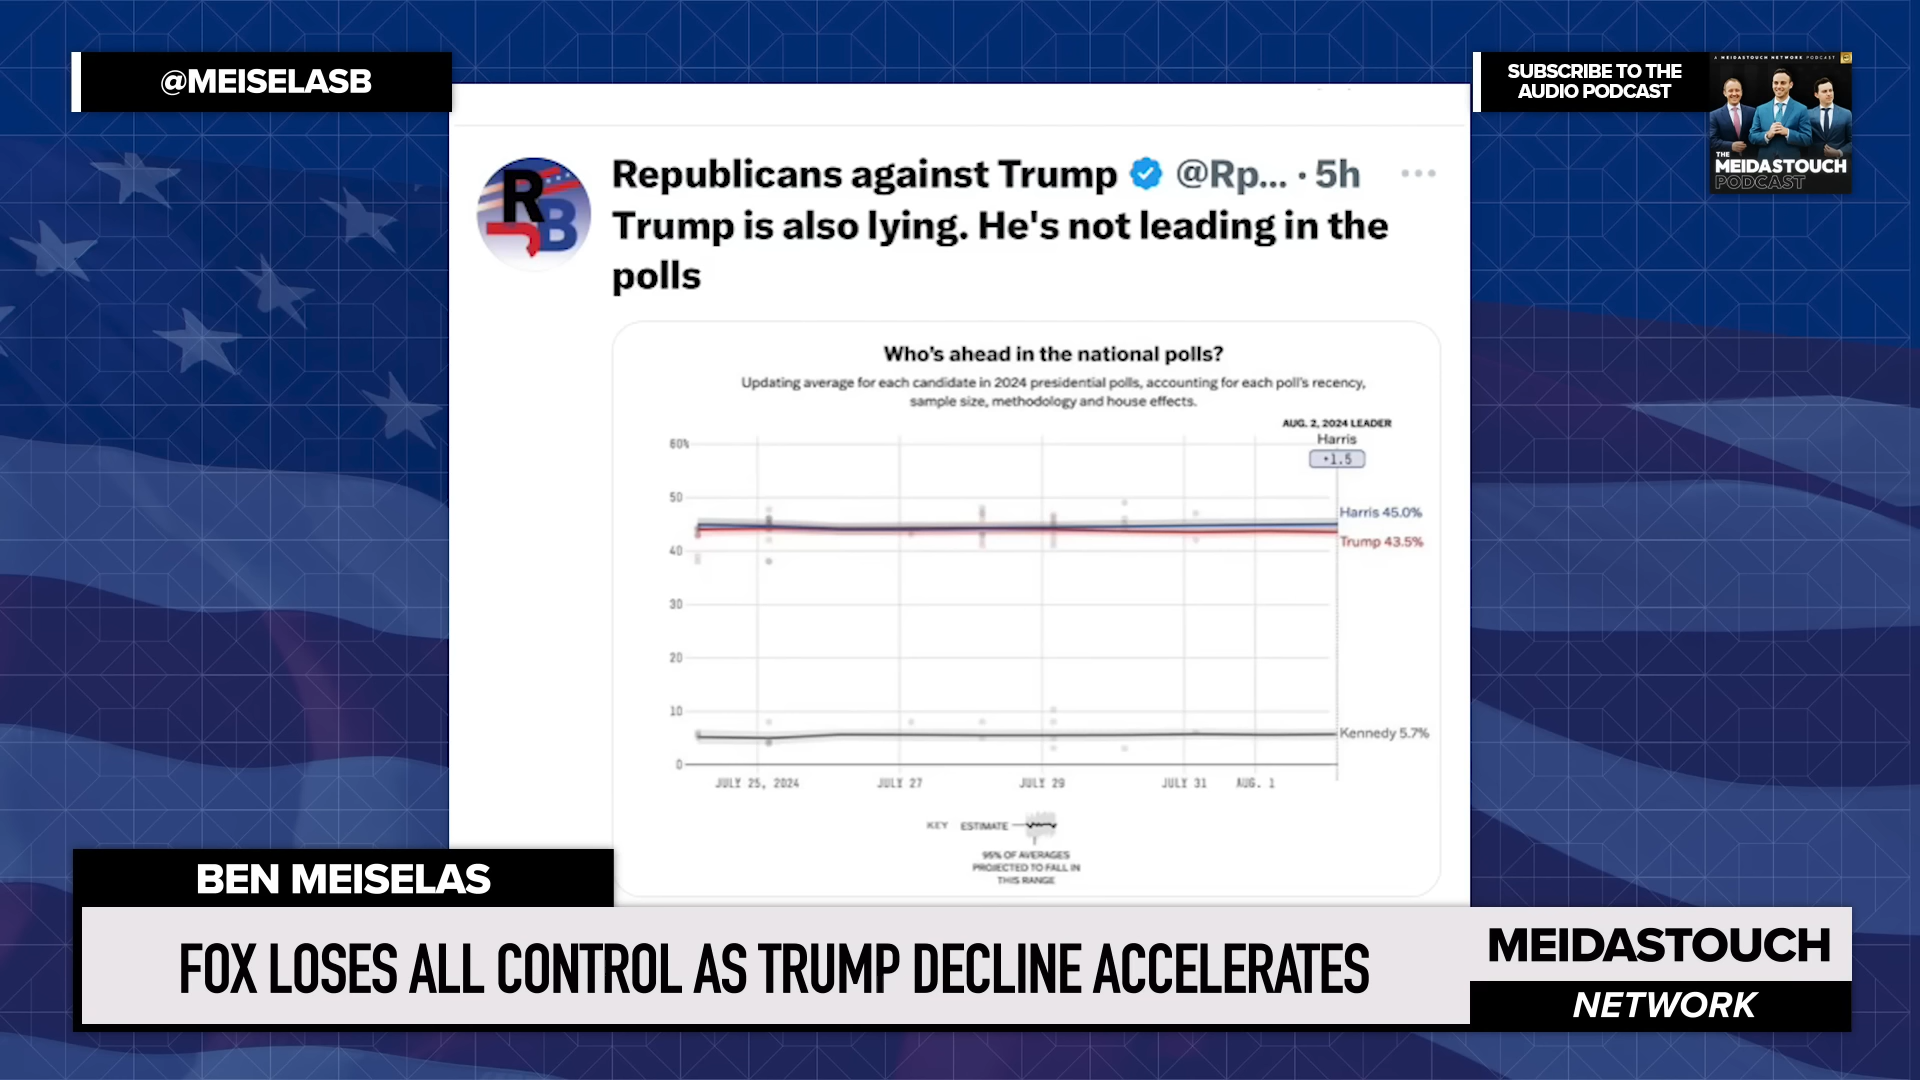 @MEISELASB
SUBSCRIBE TO THE
AUDIO PODCAST
A MEIDASTOUCH NETWORK PODCAST
THE
MEIDASTOUCH
PODCAST
Republicans against Trump @Rp... · 5h
Trump is also lying. He's not leading in the
polls
Who's ahead in the national polls?
Updating average for each candidate in 2024 presidential polls, accounting for each poll's recency,
sample size, methodology and house effects.
AUG. 2, 2024 LEADER
Harris
+1.5
60%
50
40
30
20
10
0
Harris 45.0%
Trump 43.5%
Kennedy 5.7%
JULY 25, 2024 JULY 27 JULY 29 JULY 31 AUG. 1
KEY ESTIMATE
95% OF AVERAGES
PROJECTED TO FALL IN
THIS RANGE
BEN MEISELAS
FOX LOSES ALL CONTROL AS TRUMP DECLINE ACCELERATES
MEIDASTOUCH
NETWORK